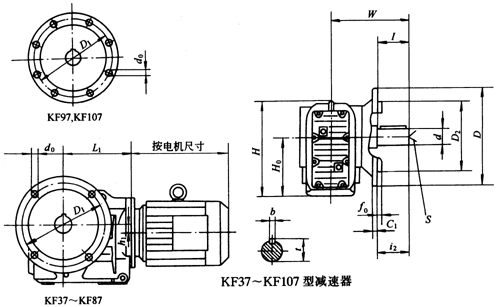 D₁
d₀
KF97,KF107
d₀
L₁
按电机尺寸
D₁
h₁
KF37～KF87
W
I
H
H₀
d
D₂
D
f₀
C₁
S
i₂
b
t
KF37～KF107 型减速器